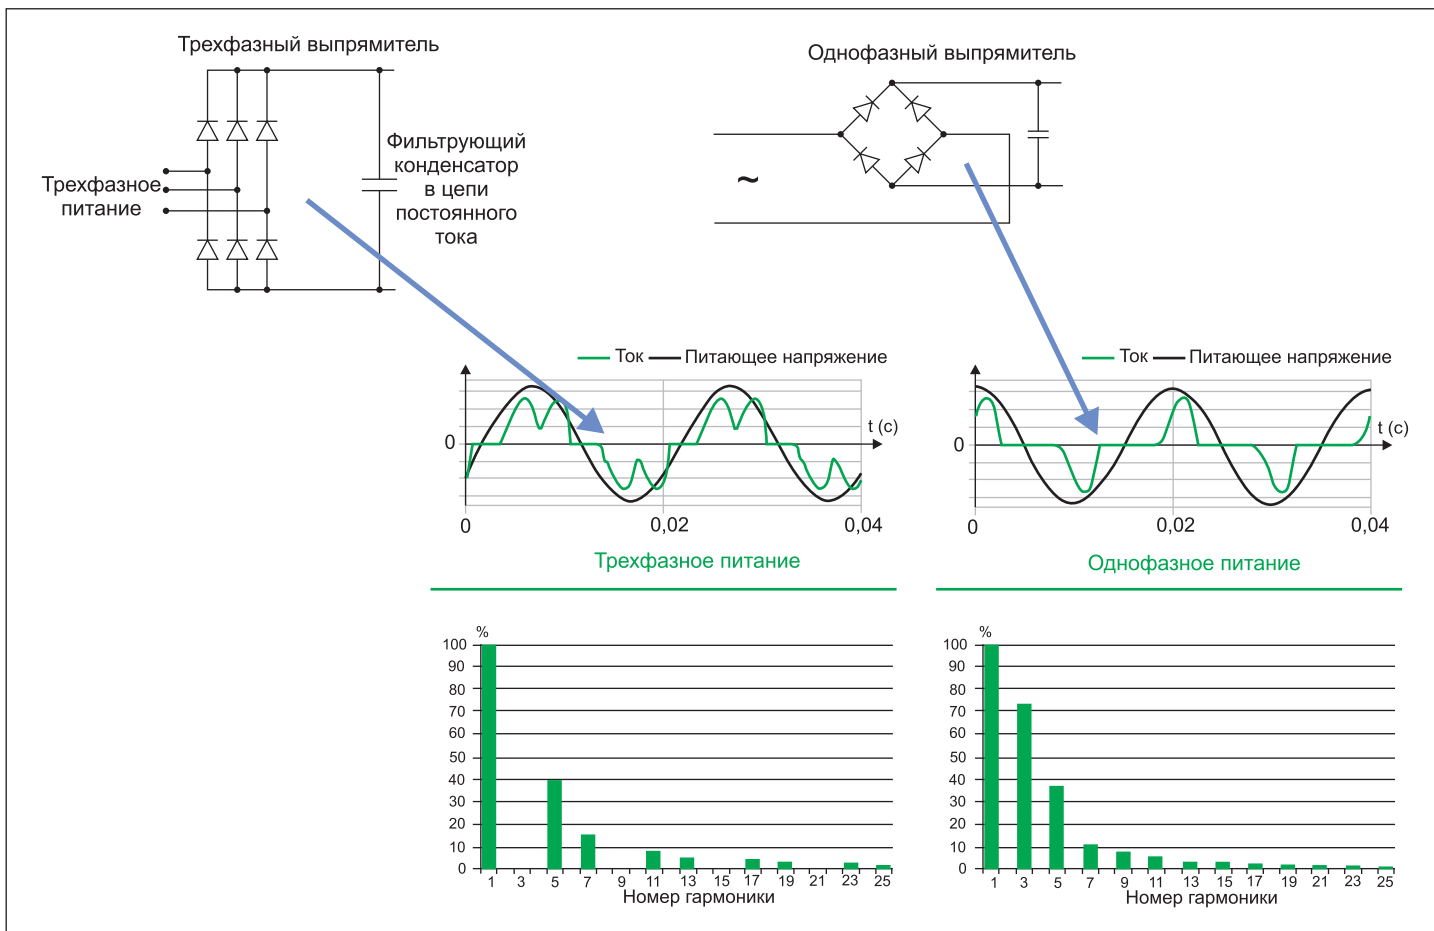 Трехфазный выпрямитель
Однофазный выпрямитель
Фильтрующий
конденсатор
в цепи
постоянного
тока
Трехфазное
питание
~
Ток Питающее напряжение
0
t (c)
0 0,02 0,04
Трехфазное питание
Ток Питающее напряжение
0
t (c)
0 0,02 0,04
Однофазное питание
%
100
90
80
70
60
50
40
30
20
10
0
1 3 5 7 9 11 13 15 17 19 21 23 25
Номер гармоники
%
100
90
80
70
60
50
40
30
20
10
0
1 3 5 7 9 11 13 15 17 19 21 23 25
Номер гармоники